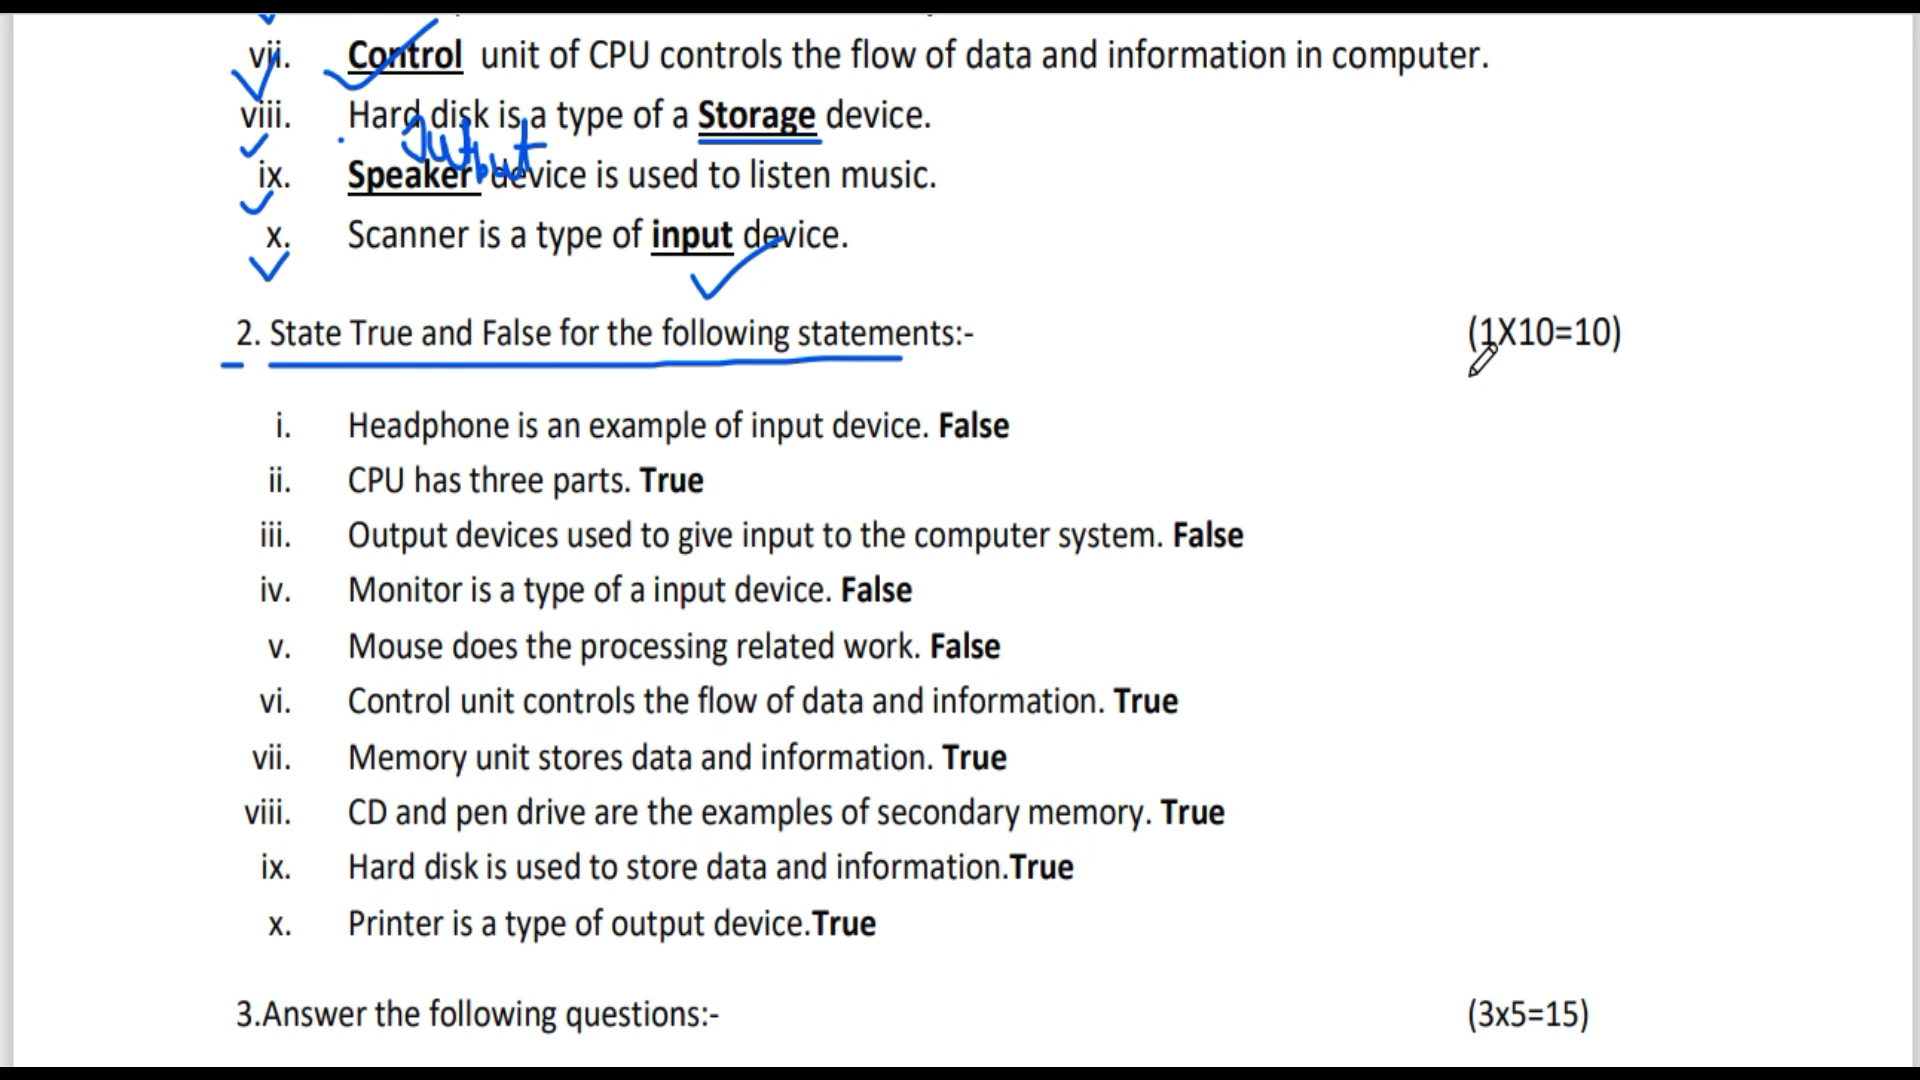 vii. Control unit of CPU controls the flow of data and information in computer.
viii. Hard disk is a type of a Storage device.
output
ix. Speaker device is used to listen music.
x. Scanner is a type of input device.
2. State True and False for the following statements:- (1X10=10)
i. Headphone is an example of input device. False
ii. CPU has three parts. True
iii. Output devices used to give input to the computer system. False
iv. Monitor is a type of a input device. False
v. Mouse does the processing related work. False
vi. Control unit controls the flow of data and information. True
vii. Memory unit stores data and information. True
viii. CD and pen drive are the examples of secondary memory. True
ix. Hard disk is used to store data and information.True
x. Printer is a type of output device.True
3.Answer the following questions:- (3x5=15)